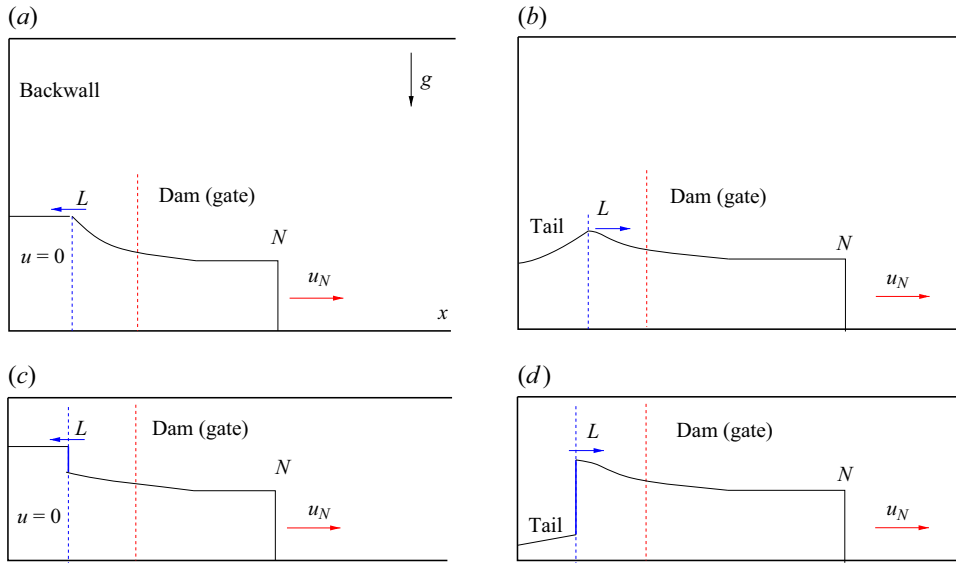 (a)
Backwall
g
L
Dam (gate)
N
u = 0
u_N
x
(b)
Tail
L
Dam (gate)
N
u_N
(c)
L
Dam (gate)
N
u = 0
u_N
(d)
L
Dam (gate)
N
Tail
u_N